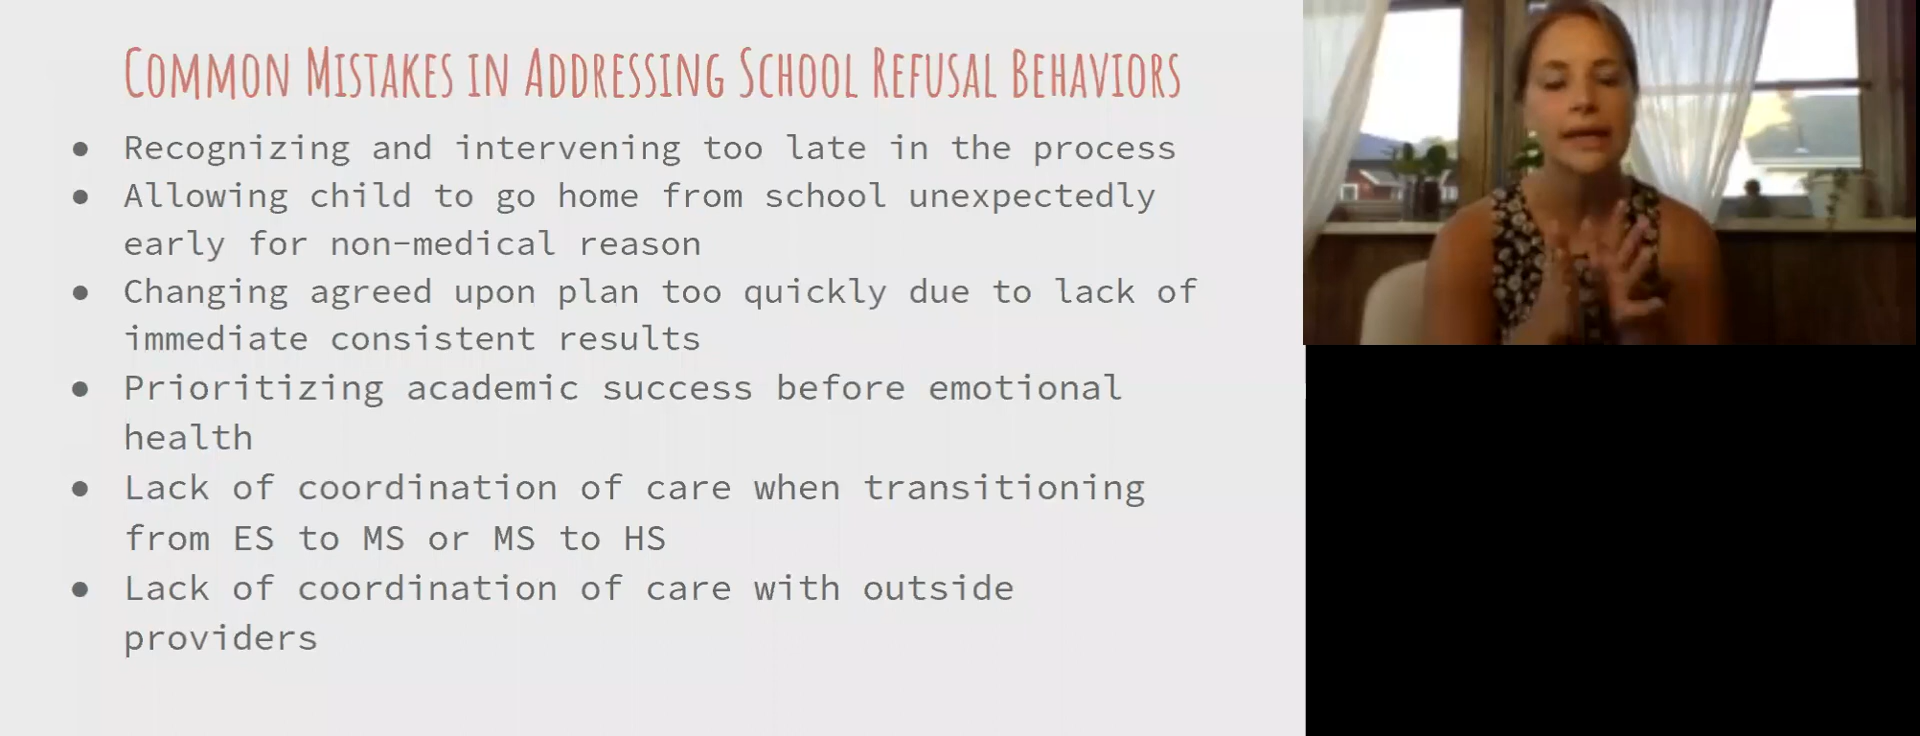 Common Mistakes in Addressing School Refusal Behaviors
● Recognizing and intervening too late in the process
● Allowing child to go home from school unexpectedly
early for non-medical reason
● Changing agreed upon plan too quickly due to lack of
immediate consistent results
● Prioritizing academic success before emotional
health
● Lack of coordination of care when transitioning
from ES to MS or MS to HS
● Lack of coordination of care with outside
providers